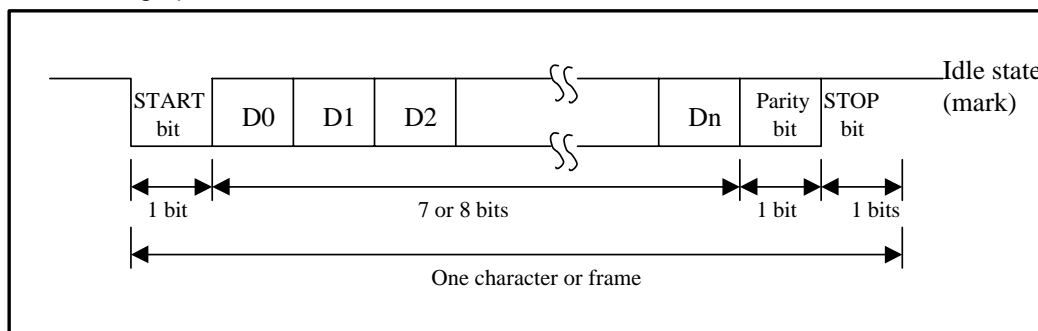 Idle state
(mark)
START
bit
D0
D1
D2
Dn
Parity
bit
STOP
bit
1 bit
7 or 8 bits
1 bit
1 bits
One character or frame